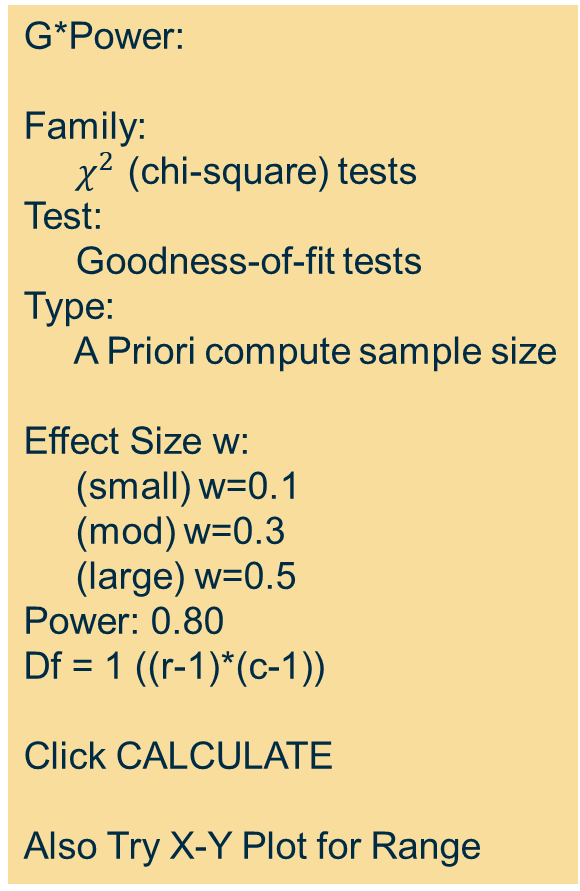 G*Power:
Family:
χ² (chi-square) tests
Test:
Goodness-of-fit tests
Type:
A Priori compute sample size
Effect Size w:
(small) w=0.1
(mod) w=0.3
(large) w=0.5
Power: 0.80
Df = 1 ((r-1)*(c-1))
Click CALCULATE
Also Try X-Y Plot for Range